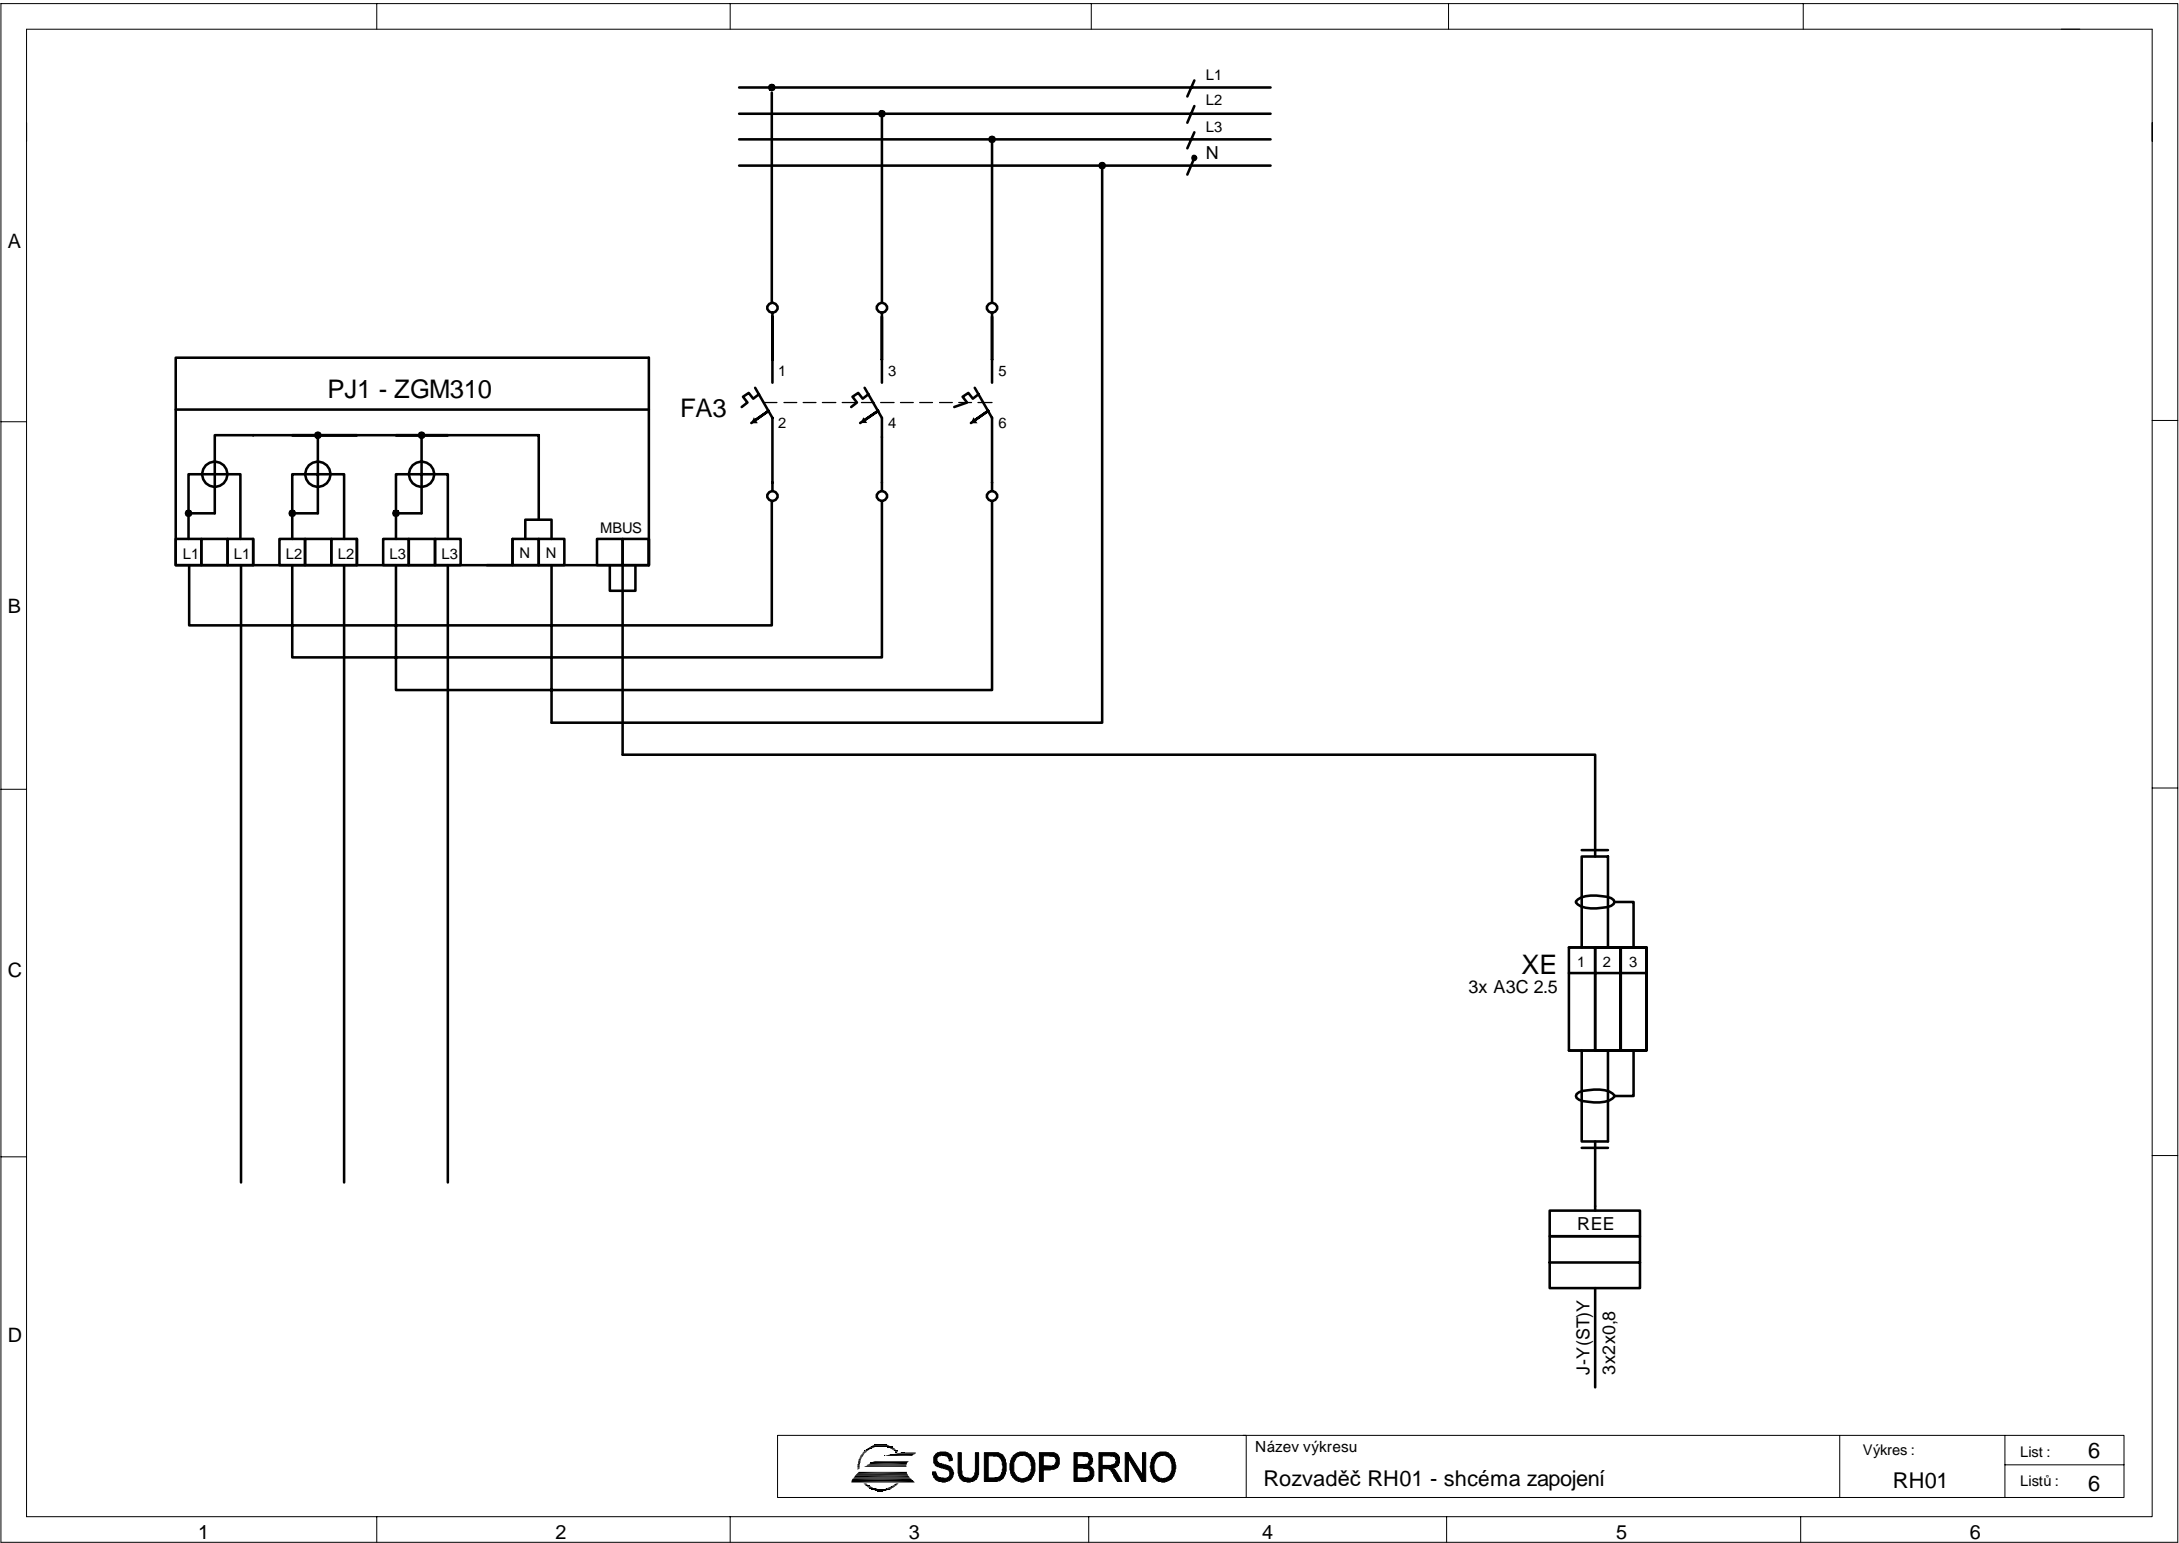 L1
L2
L3
N
A
PJ1 - ZGM310
FA3
1
3
5
2
4
6
MBUS
L1
L1
L2
L2
L3
L3
N
N
B
C
XE
3x A3C 2.5
1
2
3
REE
J-Y(ST)Y
3x2x0,8
D
SUDOP BRNO
Název výkresu
Rozvaděč RH01 - shcéma zapojení
Výkres :
RH01
List : 6
Listů : 6
1
2
3
4
5
6